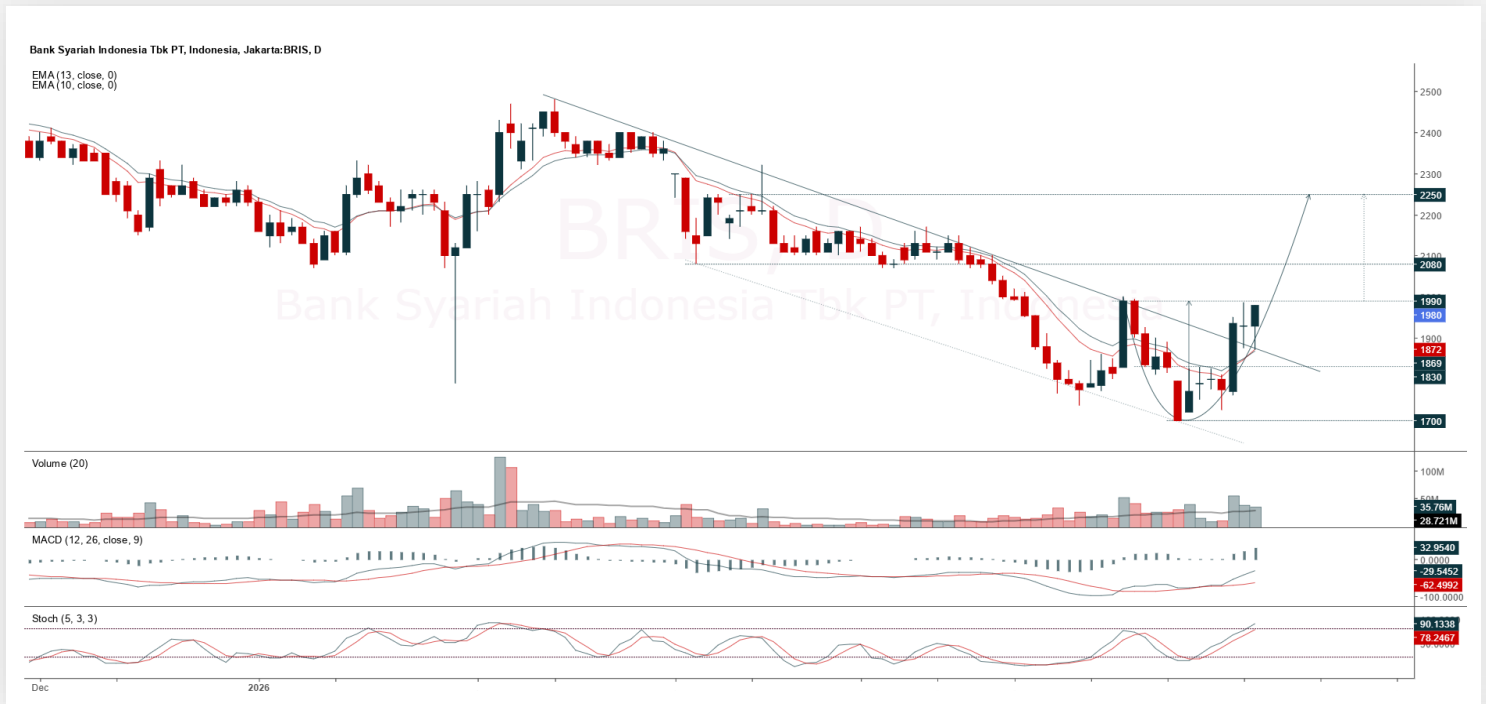 Bank Syariah Indonesia Tbk PT, Indonesia, Jakarta:BRIS, D
EMA (13, close, 0)
EMA (10, close, 0)
BRIS, D
Bank Syariah Indonesia Tbk PT, Indonesia
2500
2400
2300
2250
2200
2100
2080
1990
1980
1900
1872
1869
1830
1700
Volume (20)
100M
50M
35.76M
28.721M
MACD (12, 26, close, 9)
32.9540
0.0000
-29.5452
-62.4992
-100.0000
Stoch (5, 3, 3)
90.1338
78.2467
Dec
2026